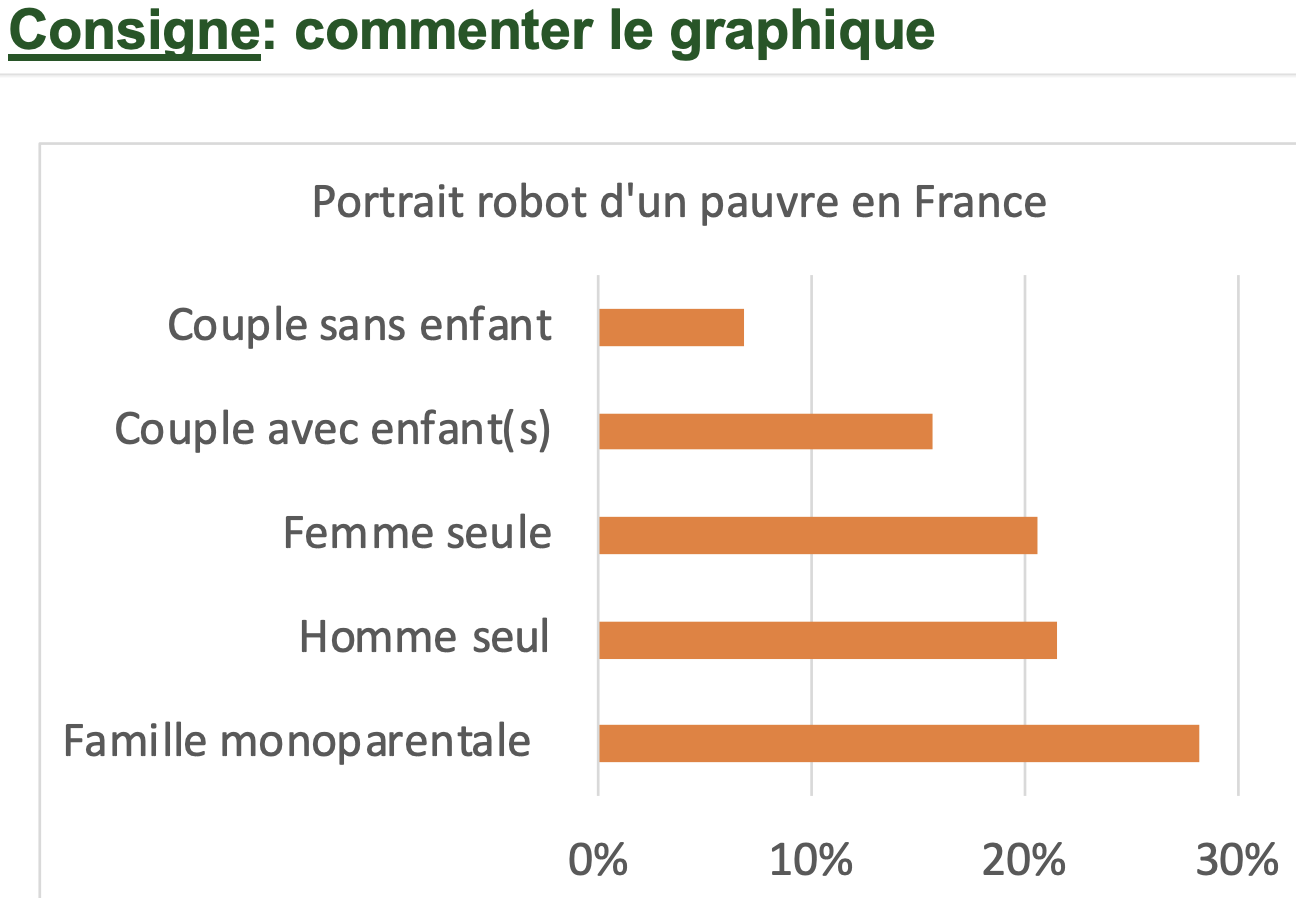 Consigne: commenter le graphique
Portrait robot d'un pauvre en France
Couple sans enfant
Couple avec enfant(s)
Femme seule
Homme seul
Famille monoparentale
0% 10% 20% 30%